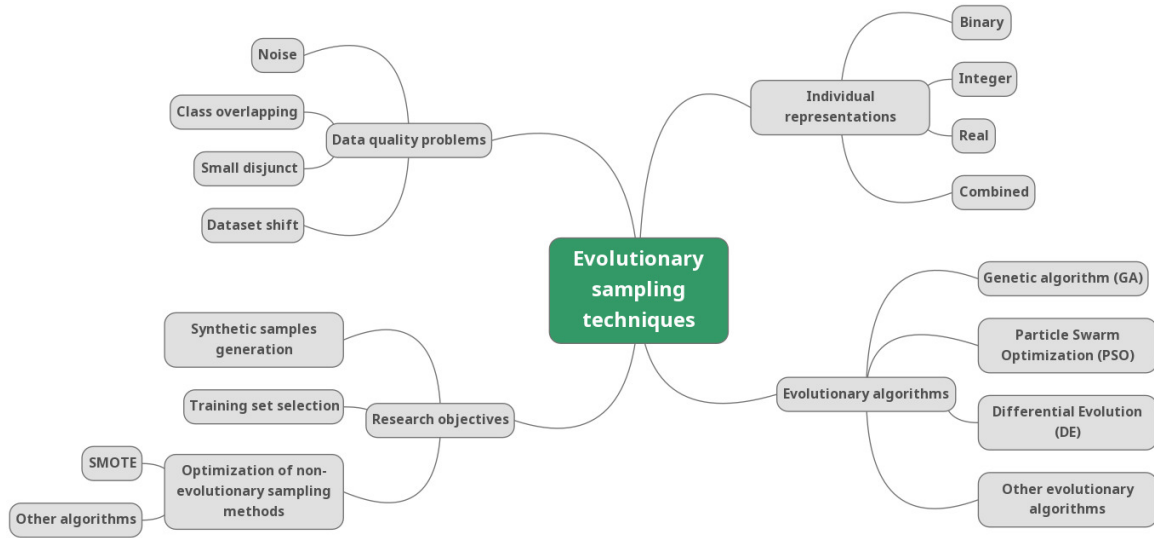 Evolutionary
sampling
techniques
Data quality problems
Noise
Class overlapping
Small disjunct
Dataset shift
Research objectives
Synthetic samples
generation
Training set selection
Optimization of non-
evolutionary sampling
methods
SMOTE
Other algorithms
Individual
representations
Binary
Integer
Real
Combined
Evolutionary algorithms
Genetic algorithm (GA)
Particle Swarm
Optimization (PSO)
Differential Evolution
(DE)
Other evolutionary
algorithms